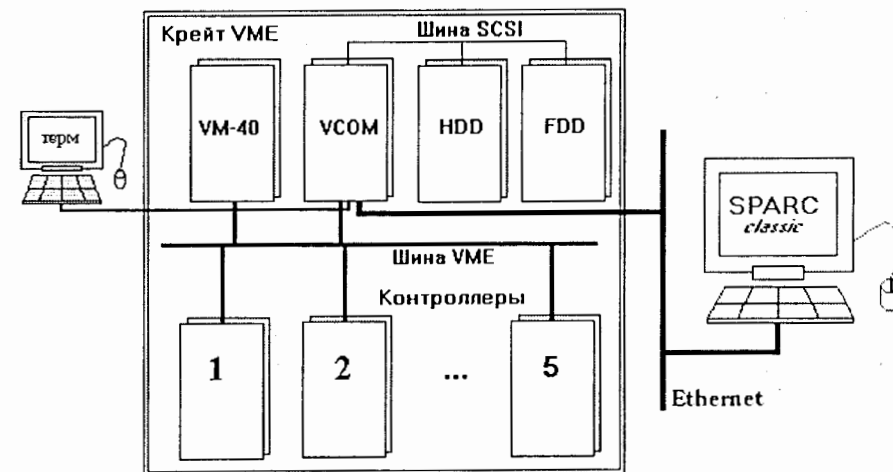 Крейт VME
Шина SCSI
VM-40
VCOM
HDD
FDD
терм
SPARC
classic
Шина VME
Контроллеры
1
2
...
5
Ethernet